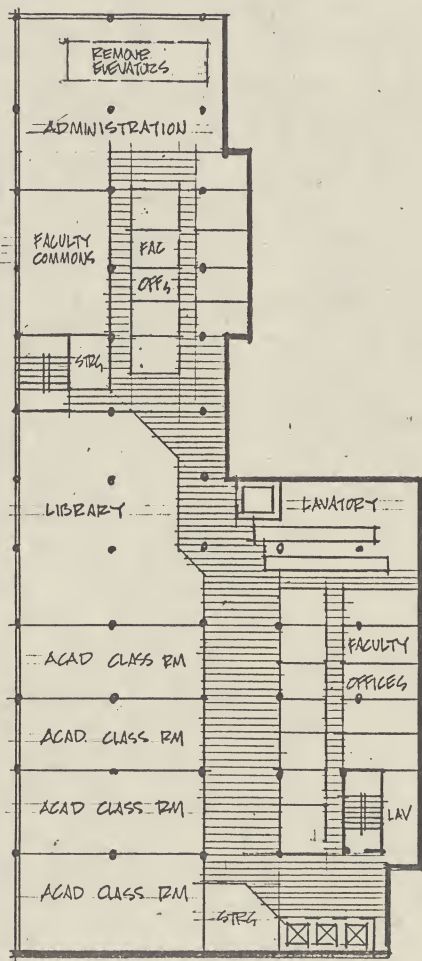 REMOVE
ELEVATORS
ADMINISTRATION
FACULTY
COMMONS
FAC
OFFS
STRG
LIBRARY
LAVATORY
FACULTY
OFFICES
ACAD CLASS RM
ACAD. CLASS RM
ACAD CLASS RM
LAV
ACAD CLASS RM
STRG